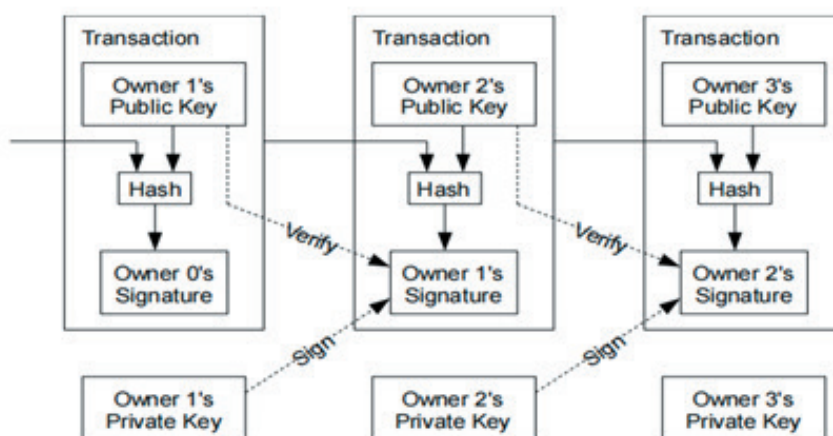 Transaction
Owner 1's
Public Key
Hash
Owner 0's
Signature
Transaction
Owner 2's
Public Key
Hash
Verify
Owner 1's
Signature
Transaction
Owner 3's
Public Key
Hash
Verify
Owner 2's
Signature
Owner 1's
Private Key
Sign
Owner 2's
Private Key
Sign
Owner 3's
Private Key